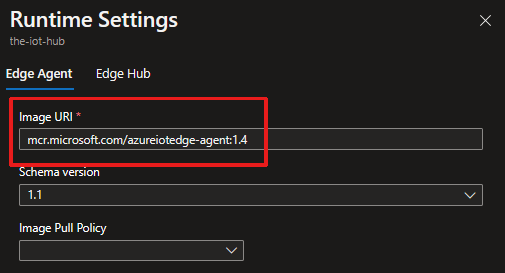 Runtime Settings
the-iot-hub
Edge Agent Edge Hub
Image URI *
mcr.microsoft.com/azureiotedge-agent:1.4
Schema version
1.1
Image Pull Policy